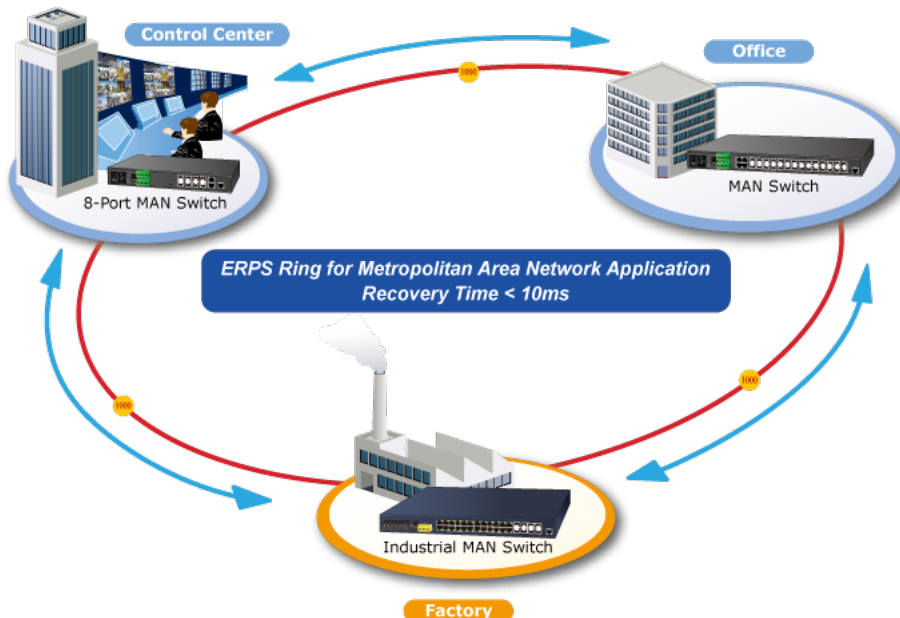 Control Center
Office
1000
8-Port MAN Switch
MAN Switch
ERPS Ring for Metropolitan Area Network Application
Recovery Time < 10ms
1000
1000
Industrial MAN Switch
Factory